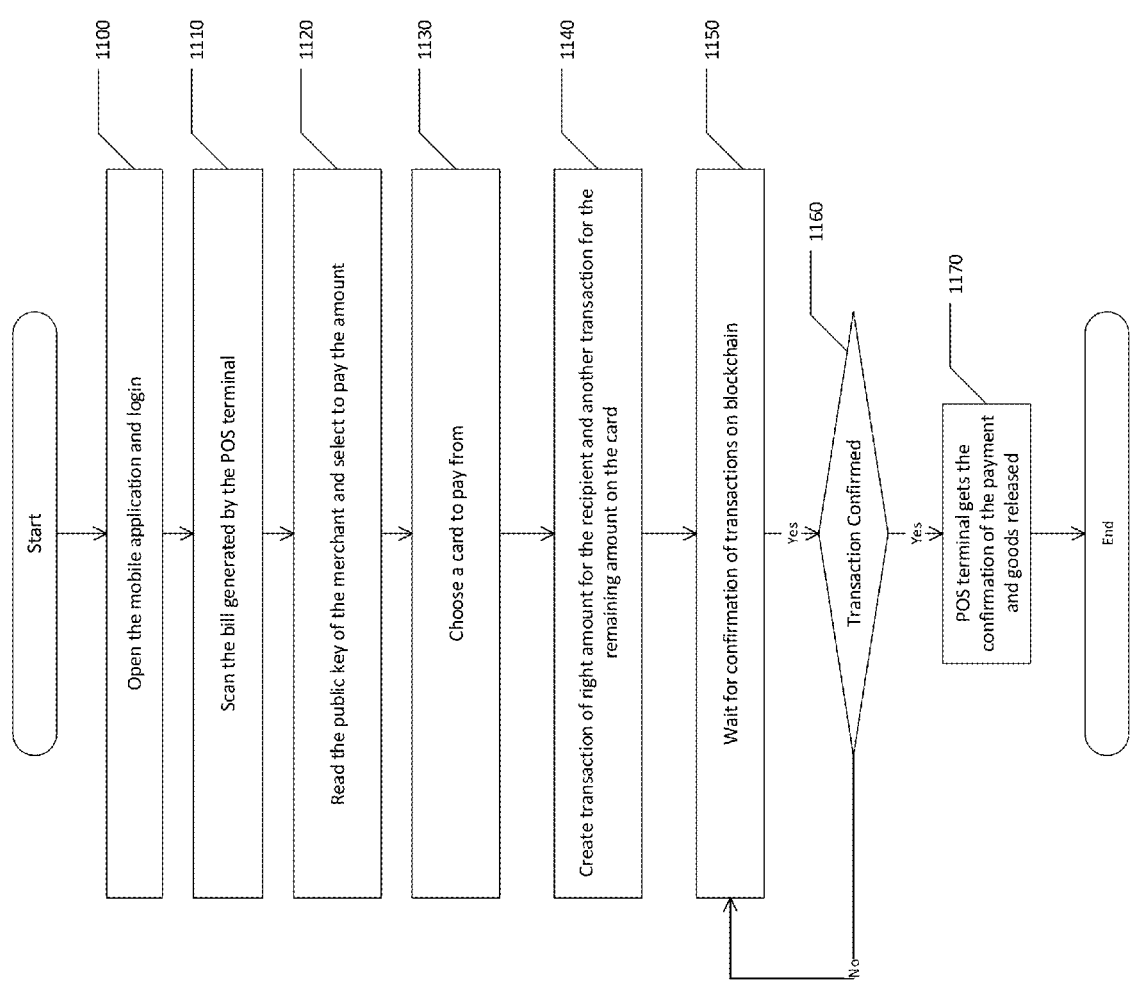 Start
1100
Open the mobile application and login
1110
Scan the bill generated by the POS terminal
1120
Read the public key of the merchant and select to pay the amount
1130
Choose a card to pay from
1140
Create transaction of right amount for the recipient and another transaction for the
remaining amount on the card
1150
Wait for confirmation of transactions on blockchain
Yes
1160
Transaction Confirmed
No
Yes
1170
POS terminal gets the
confirmation of the payment
and goods released
End